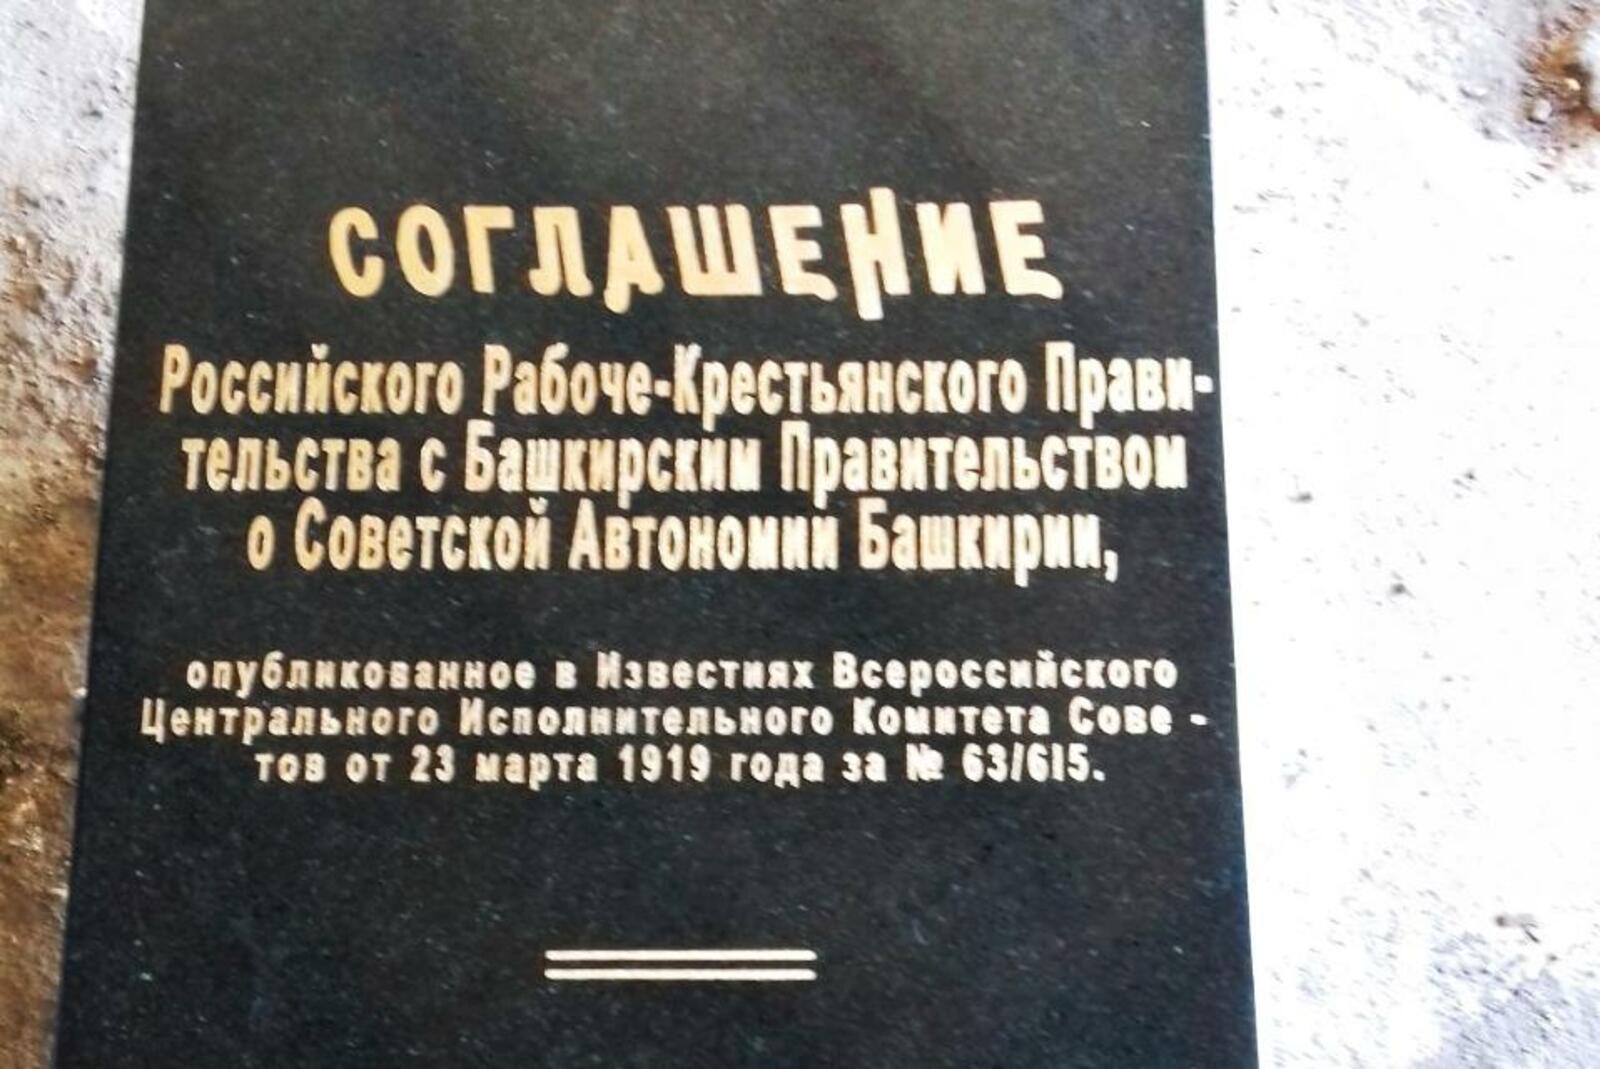 СОГЛАШЕНИЕ
Российского Рабоче-Крестьянского Прави-
тельства с Башкирским Правительством
о Советской Автономии Башкирии,
опубликованное в Известиях Всероссийского
Центрального Исполнительного Комитета Сове -
тов от 23 марта 1919 года за № 63/615.